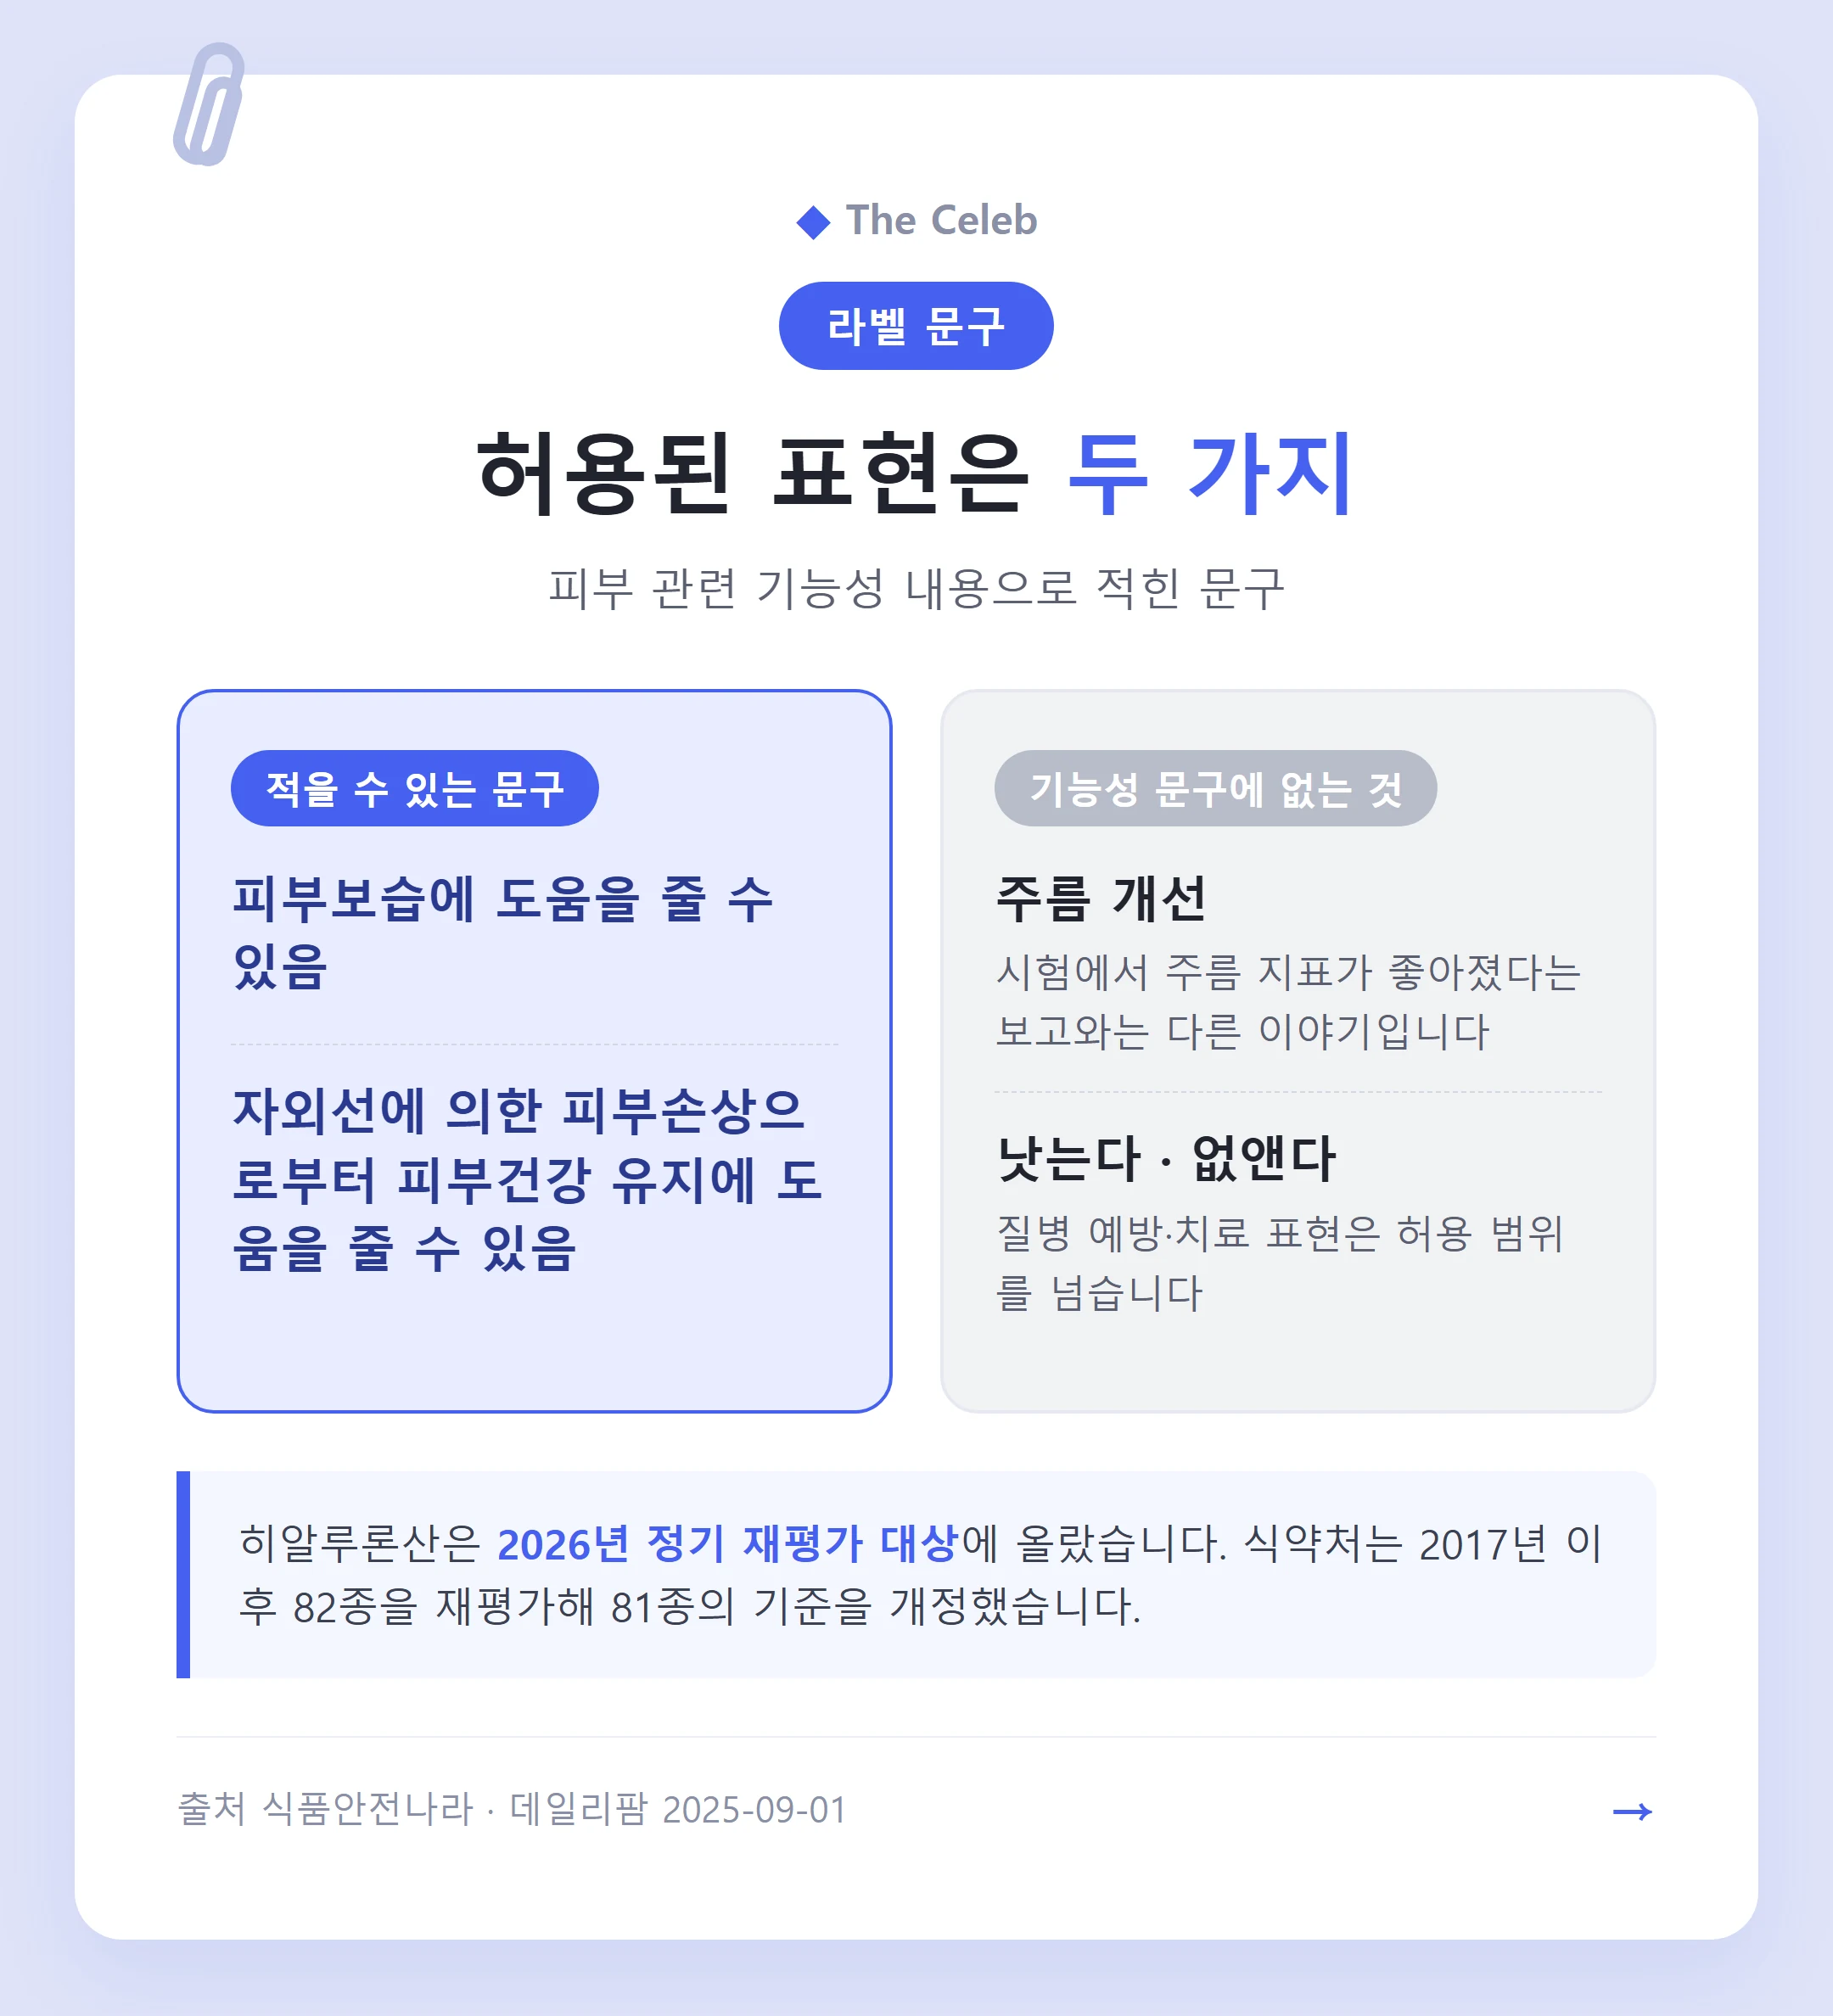 ◆ The Celeb
라벨 문구
허용된 표현은 두 가지
피부 관련 기능성 내용으로 적힌 문구
적을 수 있는 문구
피부보습에 도움을 줄 수
있음
자외선에 의한 피부손상으
로부터 피부건강 유지에 도
움을 줄 수 있음
기능성 문구에 없는 것
주름 개선
시험에서 주름 지표가 좋아졌다는
보고와는 다른 이야기입니다
낫는다 · 없앤다
질병 예방·치료 표현은 허용 범위
를 넘습니다
히알루론산은 2026년 정기 재평가 대상에 올랐습니다. 식약처는 2017년 이
후 82종을 재평가해 81종의 기준을 개정했습니다.
출처 식품안전나라 · 데일리팜 2025-09-01
→